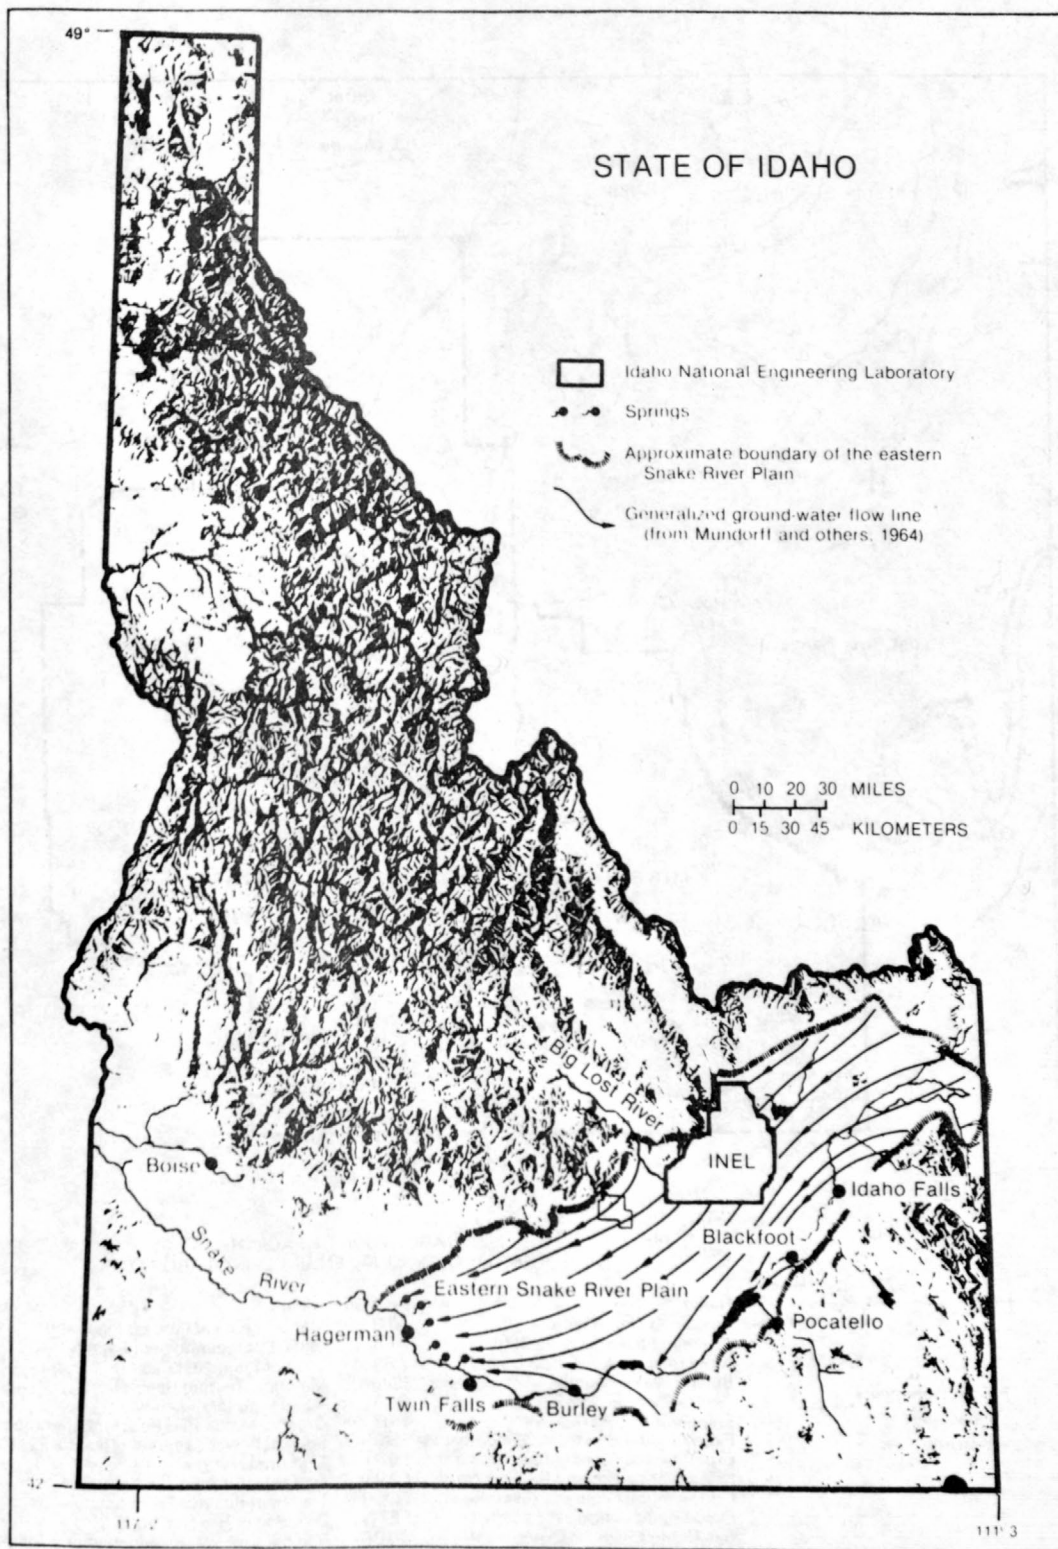 49°
STATE OF IDAHO
Idaho National Engineering Laboratory
Springs
Approximate boundary of the eastern
Snake River Plain
Generalized ground-water flow line
(from Mundorff and others, 1964)
0 10 20 30 MILES
0 15 30 45 KILOMETERS
Big Lost River
INEL
Boise
Idaho Falls
Snake River
Blackfoot
Eastern Snake River Plain
Hagerman
Pocatello
Twin Falls
Burley